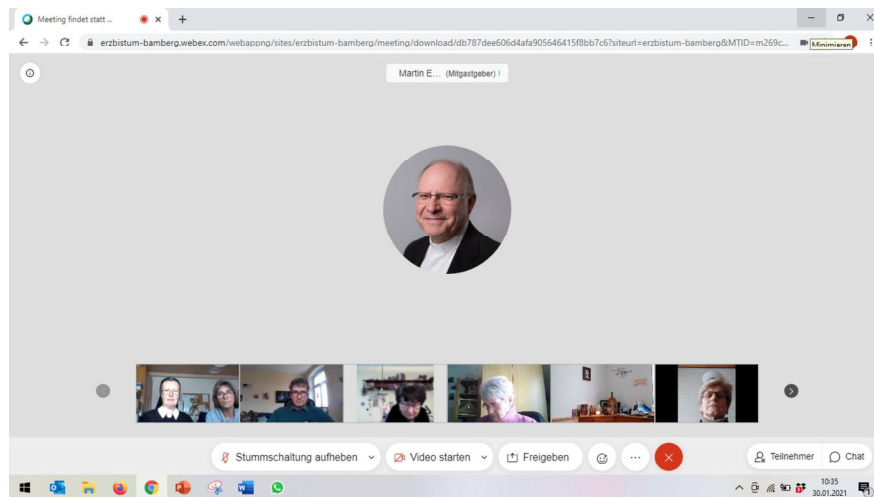 Meeting findet statt ...
erzbistum-bamberg.webex.com/webappng/sites/erzbistum-bamberg/meeting/download/db787dee606d4afa905646415f8bb7c6?siteurl=erzbistum-bamberg&MTID=m269c...
Minimieren
Martin E... (Mitgastgeber)
Stummschaltung aufheben
Video starten
Freigeben
Teilnehmer
Chat
10:35
30.01.2021